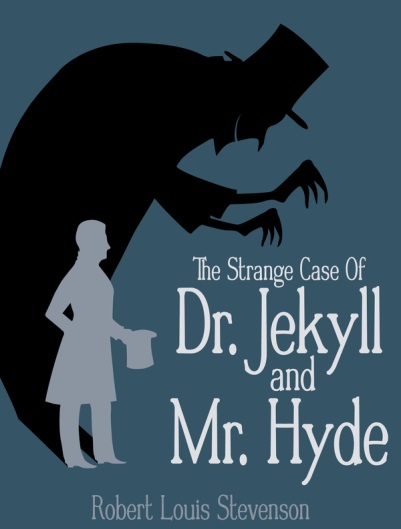 The Strange Case Of
Dr. Jekyll
and
Mr. Hyde
Robert Louis Stevenson